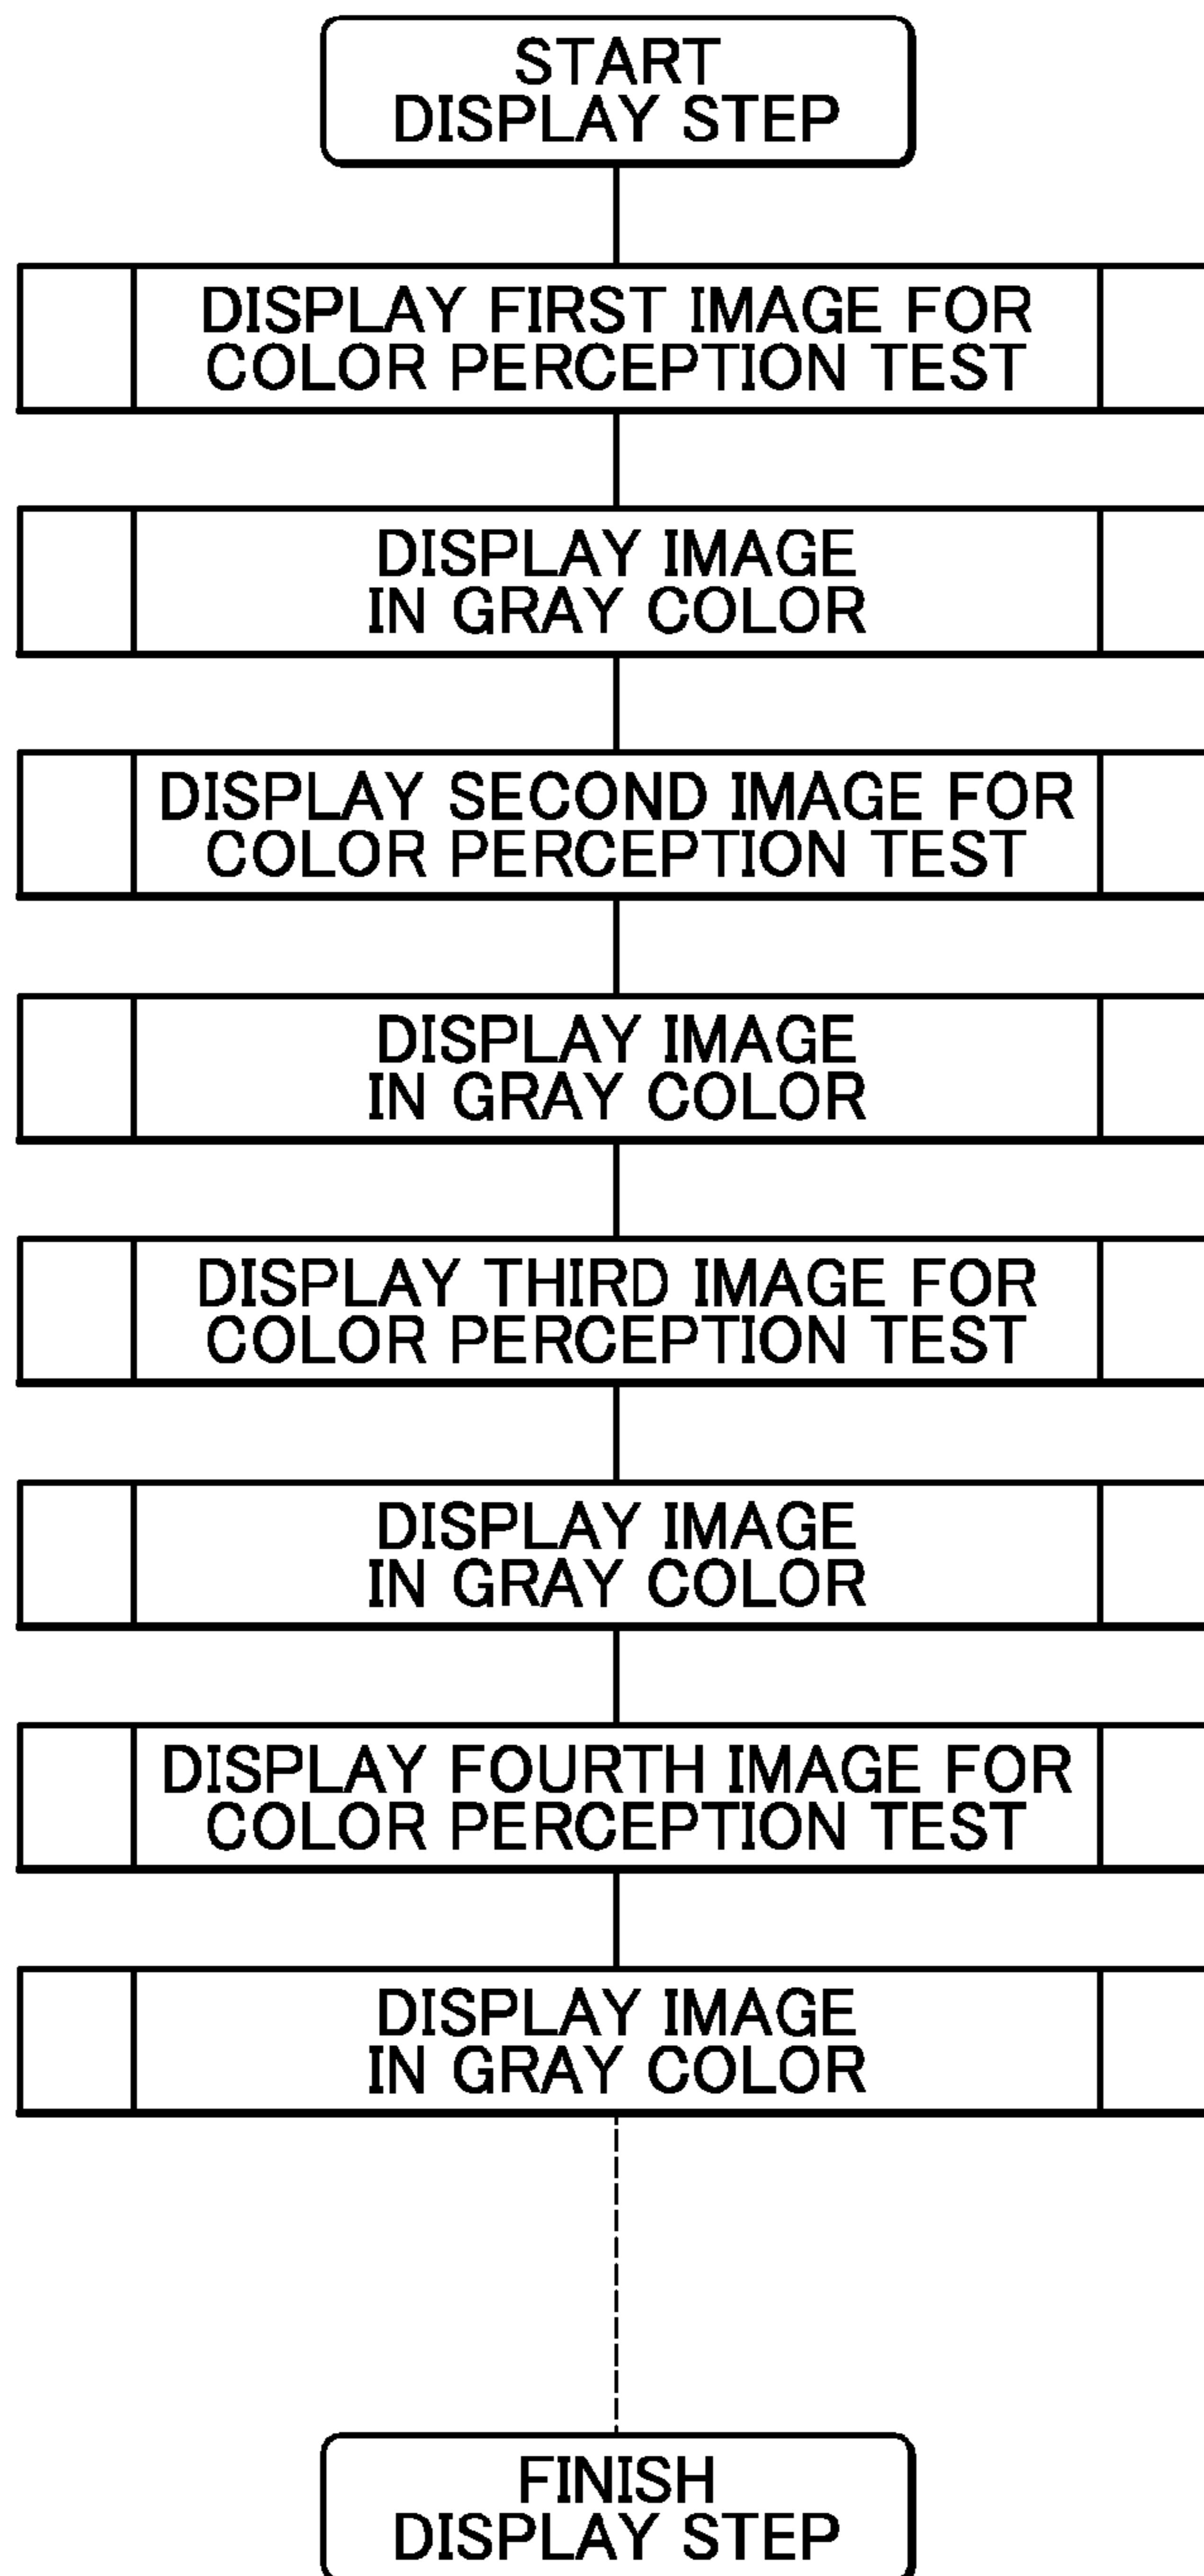 START
DISPLAY STEP
DISPLAY FIRST IMAGE FOR
COLOR PERCEPTION TEST
DISPLAY IMAGE
IN GRAY COLOR
DISPLAY SECOND IMAGE FOR
COLOR PERCEPTION TEST
DISPLAY IMAGE
IN GRAY COLOR
DISPLAY THIRD IMAGE FOR
COLOR PERCEPTION TEST
DISPLAY IMAGE
IN GRAY COLOR
DISPLAY FOURTH IMAGE FOR
COLOR PERCEPTION TEST
DISPLAY IMAGE
IN GRAY COLOR
FINISH
DISPLAY STEP